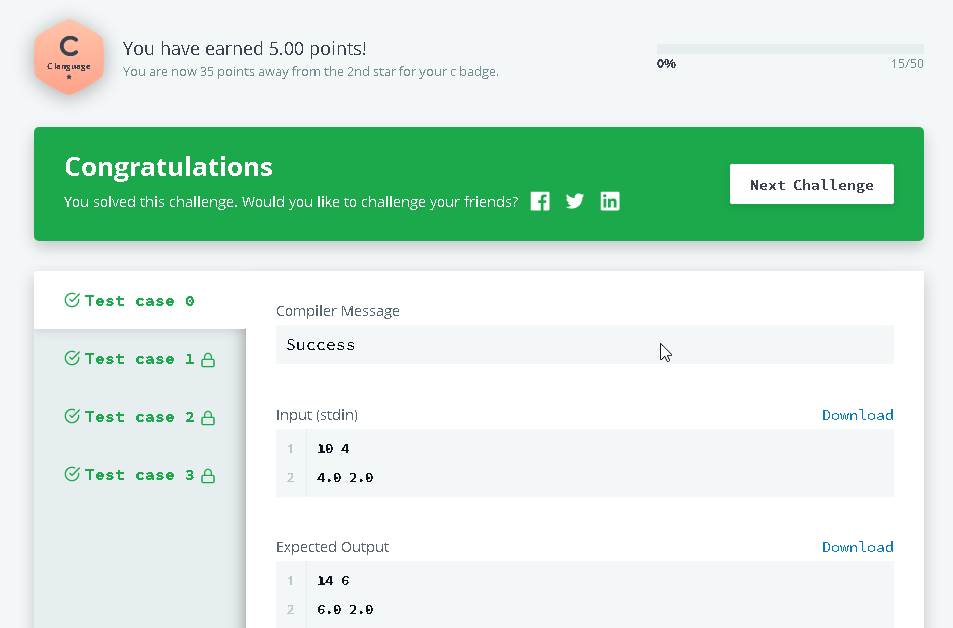 C
C language
You have earned 5.00 points!
You are now 35 points away from the 2nd star for your c badge.
0%
15/50
Congratulations
You solved this challenge. Would you like to challenge your friends?
Next Challenge
Test case 0
Test case 1
Test case 2
Test case 3
Compiler Message
Success
Input (stdin)
Download
1 10 4
2 4.0 2.0
Expected Output
Download
1 14 6
2 6.0 2.0